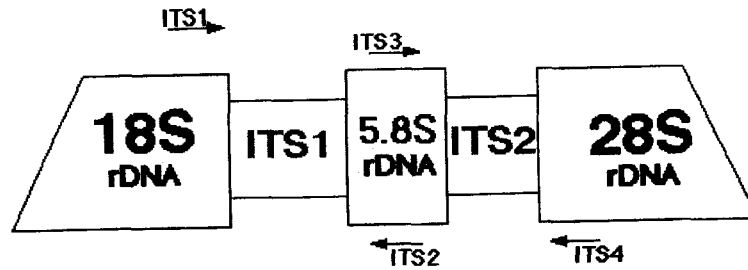 ITS1
ITS3
18S
rDNA
ITS1
5.8S
rDNA
ITS2
28S
rDNA
ITS2
ITS4